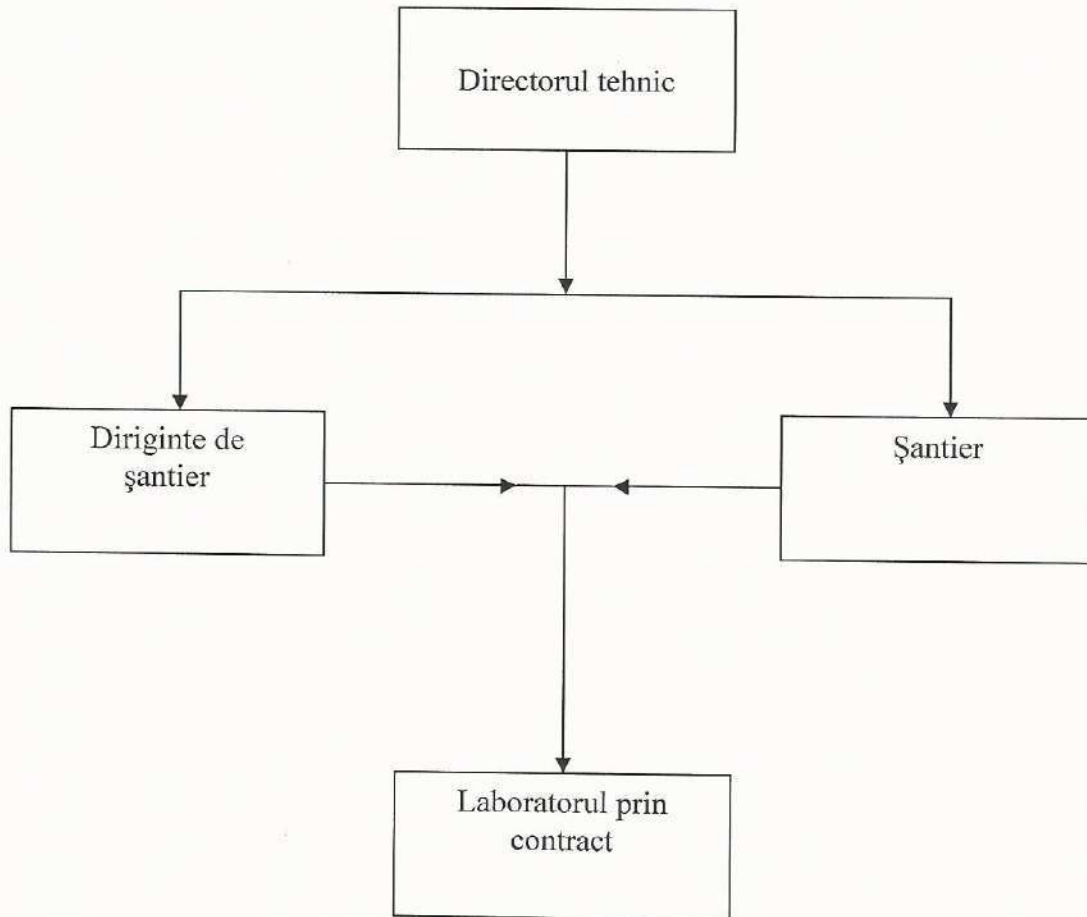 Directorul tehnic
Diriginte de
şantier
Şantier
Laboratorul prin
contract